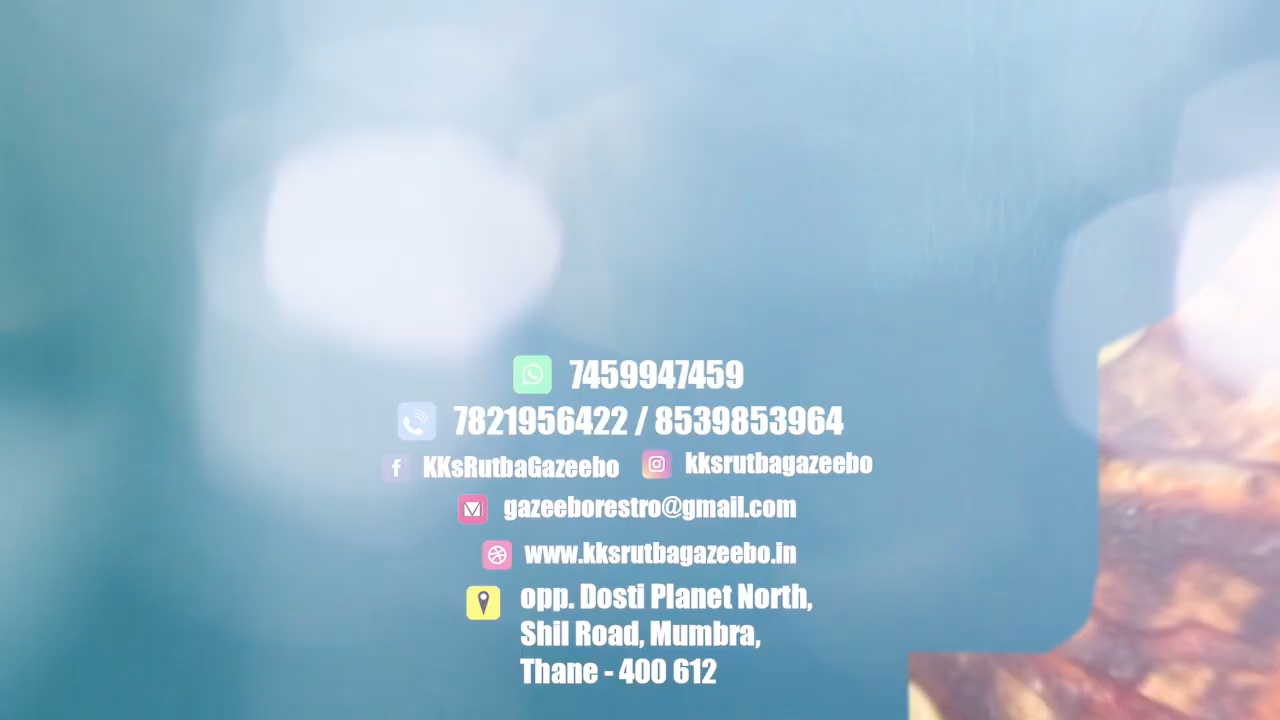 7459947459
7821956422 / 8539853964
KKsRutbaGazeebo kksrutbagazeebo
gazeeborestro@gmail.com
www.kksrutbagazeebo.in
opp. Dosti Planet North,
Shil Road, Mumbra,
Thane - 400 612